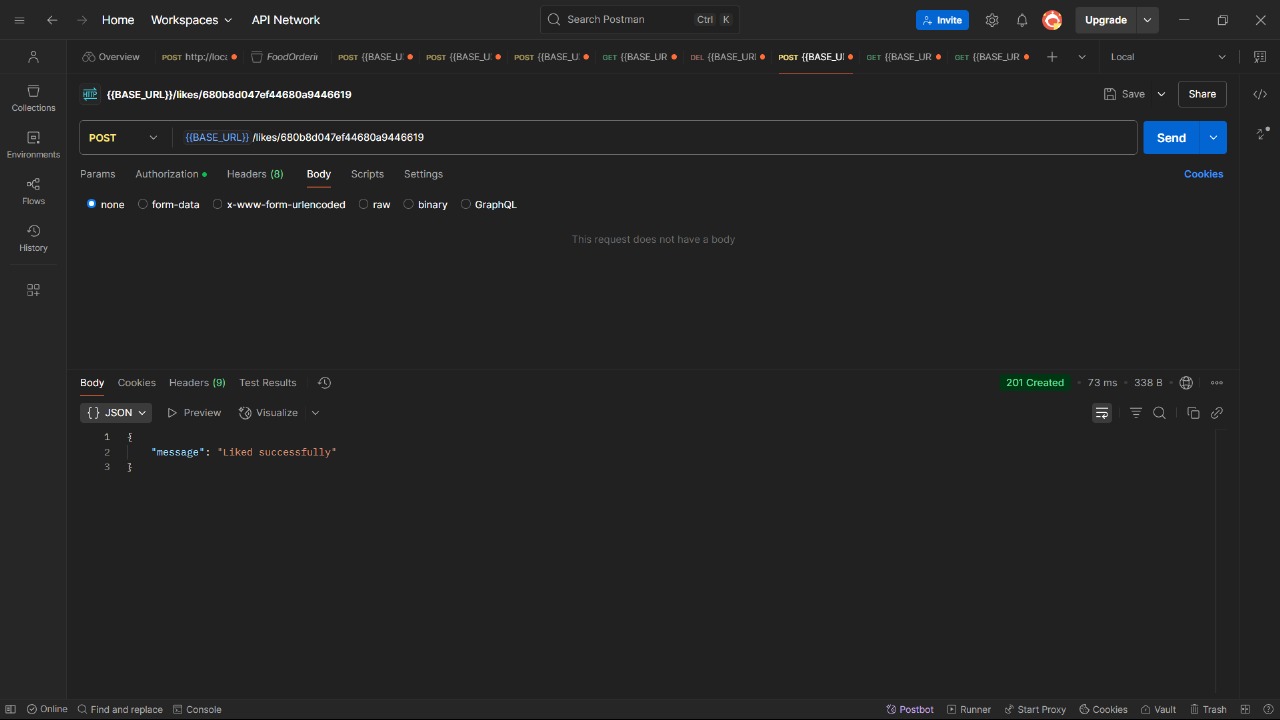 Home Workspaces API Network Search Postman Ctrl K Invite Upgrade
Overview POST http://loca FoodOrderin POST {{BASE_U POST {{BASE_U POST {{BASE_U GET {{BASE_UR DEL {{BASE_URL POST {{BASE_U GET {{BASE_UR GET {{BASE_UR Local
HTTP {{BASE_URL}}/likes/680b8d047ef44680a9446619 Save Share
Collections
POST {{BASE_URL}} /likes/680b8d047ef44680a9446619 Send
Environments
Params Authorization Headers (8) Body Scripts Settings Cookies
Flows
none form-data x-www-form-urlencoded raw binary GraphQL
History
This request does not have a body
Body Cookies Headers (9) Test Results 201 Created 73 ms 338 B
{} JSON Preview Visualize
1 {
2 "message": "Liked successfully"
3 }
Online Find and replace Console Postbot Runner Start Proxy Cookies Vault Trash